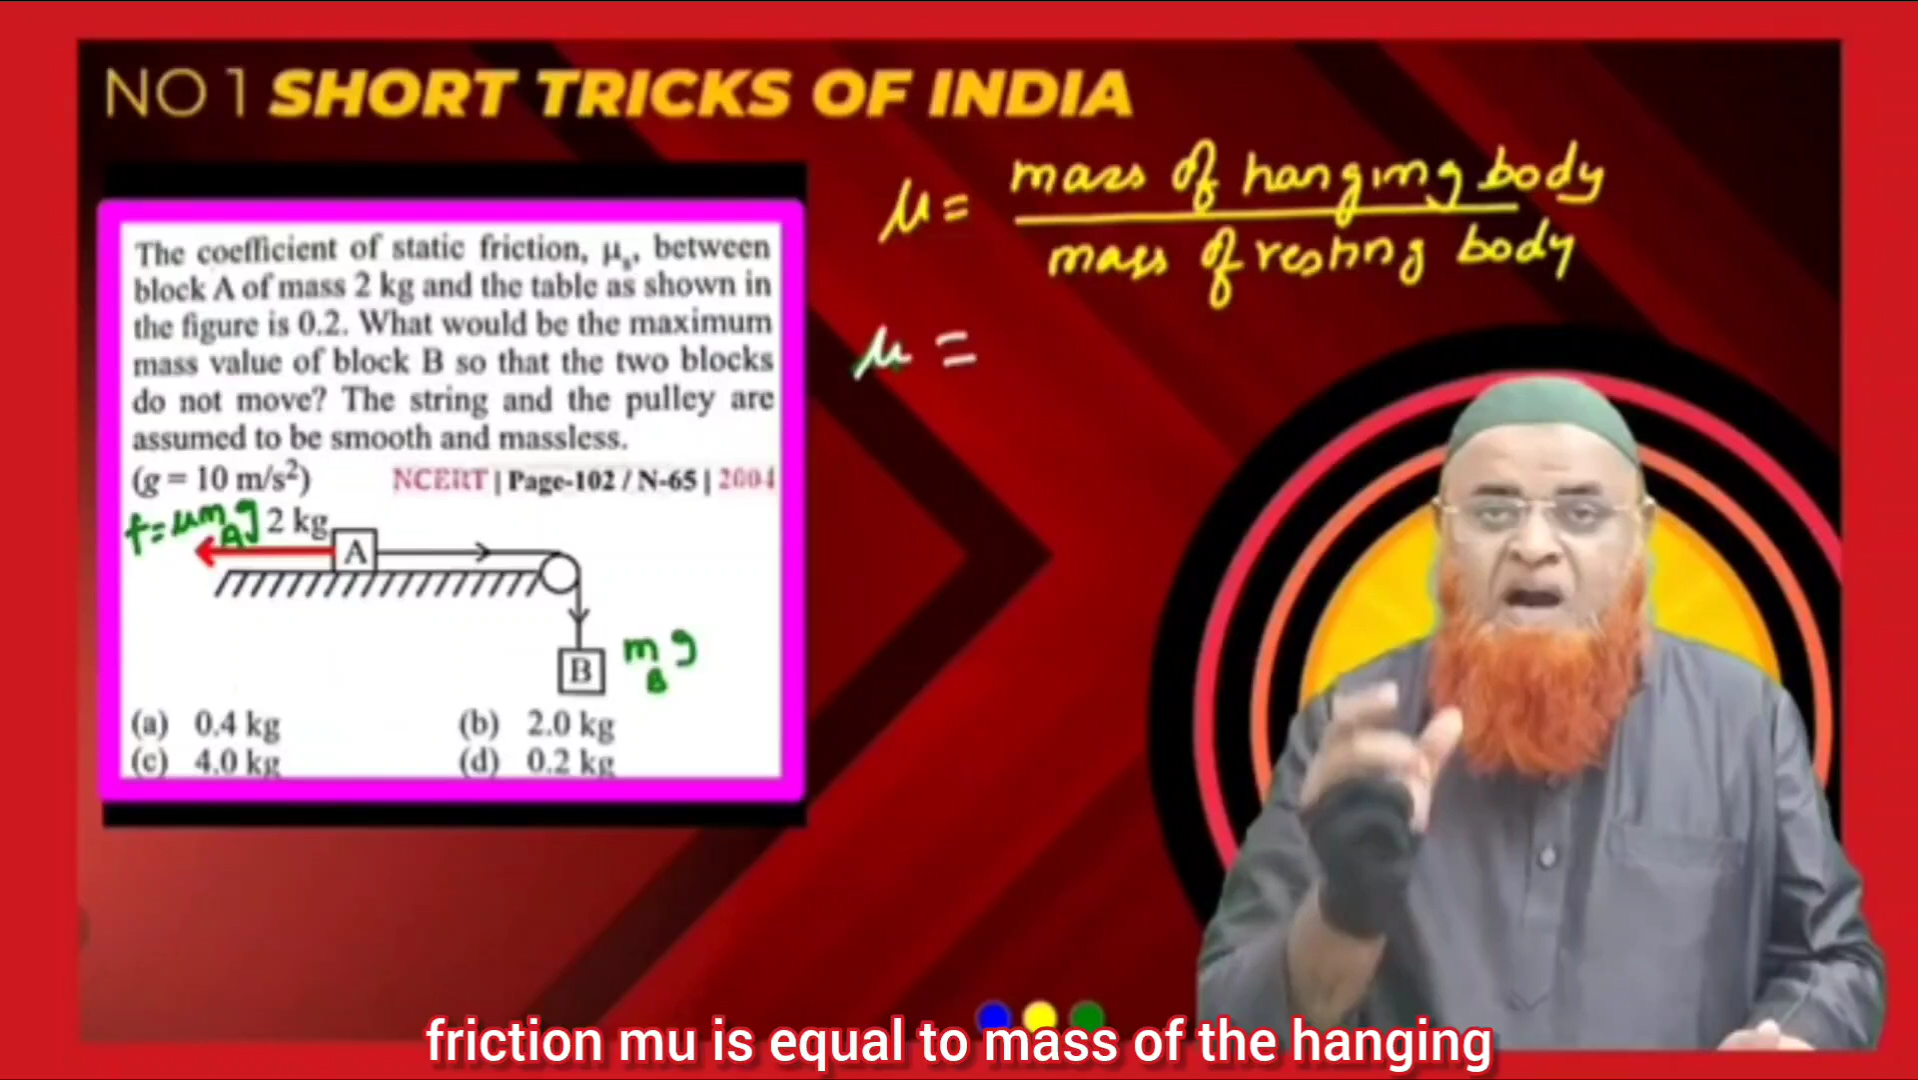 NO 1 SHORT TRICKS OF INDIA
μ = mass of hanging body
mass of resting body
μ =
The coefficient of static friction, μₛ, between
block A of mass 2 kg and the table as shown in
the figure is 0.2. What would be the maximum
mass value of block B so that the two blocks
do not move? The string and the pulley are
assumed to be smooth and massless.
(g = 10 m/s²) NCERT | Page-102 / N-65 | 2004
f = μm_A g 2 kg
A
B m_B g
(a) 0.4 kg (b) 2.0 kg
(c) 4.0 kg (d) 0.2 kg
friction mu is equal to mass of the hanging